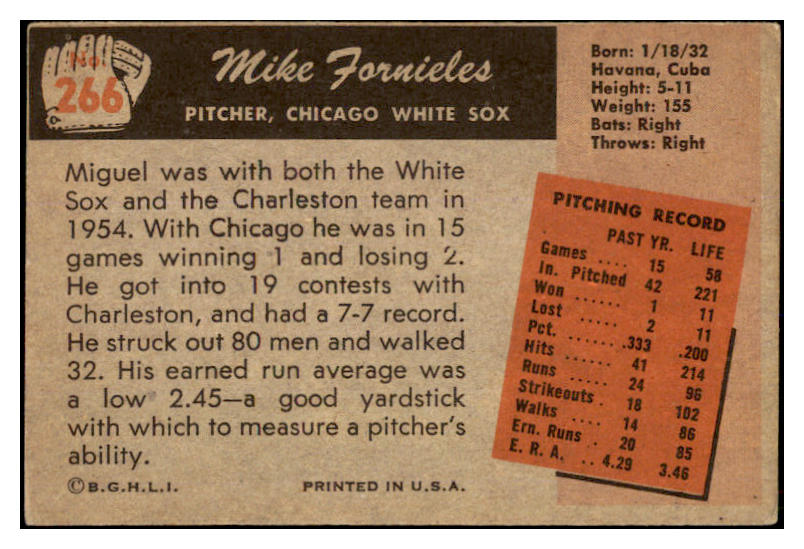 No.
266
Mike Fornieles
PITCHER, CHICAGO WHITE SOX
Born: 1/18/32
Havana, Cuba
Height: 5-11
Weight: 155
Bats: Right
Throws: Right
Miguel was with both the White
Sox and the Charleston team in
1954. With Chicago he was in 15
games winning 1 and losing 2.
He got into 19 contests with
Charleston, and had a 7-7 record.
He struck out 80 men and walked
32. His earned run average was
a low 2.45—a good yardstick
with which to measure a pitcher's
ability.
©B.G.H.L.I. PRINTED IN U.S.A.
PITCHING RECORD
PAST YR. LIFE
Games .... 15 58
In. Pitched 42 221
Won ...... 1 11
Lost ..... 2 11
Pct. ..... .333 .200
Hits ...... 41 214
Runs ..... 24 96
Strikeouts . 18 102
Walks .... 14 86
Ern. Runs . 20 85
E. R. A. .. 4.29 3.46